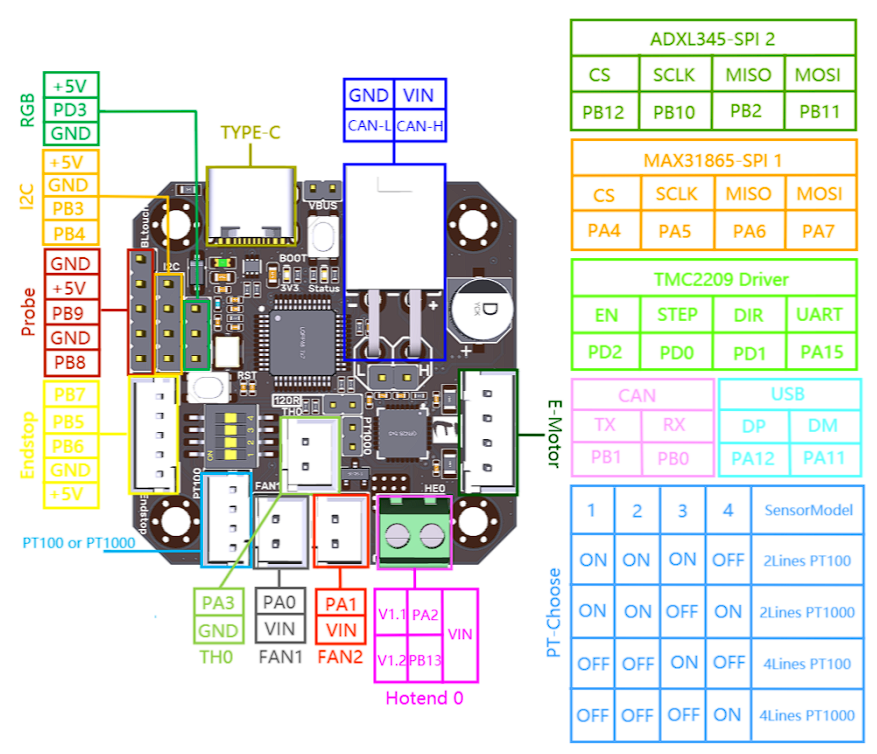 RGB
+5V
PD3
GND
I2C
+5V
GND
PB3
PB4
Probe
GND
+5V
PB9
GND
PB8
Endstop
PB7
PB5
PB6
GND
+5V
PT100 or PT1000
TYPE-C
GND VIN
CAN-L CAN-H
BLtouch
I2C
VBUS
BOOT
3V3
Status
+
D
+
RST
L H
120R
TH0
PT1000
ON
1 2 3 4
PT100
FAN1
HE0
Endstop
E-Motor
PA3
GND
TH0
PA0
VIN
FAN1
PA1
VIN
FAN2
V1.1 PA2
VIN
V1.2 PB13
Hotend 0
ADXL345-SPI 2
CS SCLK MISO MOSI
PB12 PB10 PB2 PB11
MAX31865-SPI 1
CS SCLK MISO MOSI
PA4 PA5 PA6 PA7
TMC2209 Driver
EN STEP DIR UART
PD2 PD0 PD1 PA15
CAN
TX RX
PB1 PB0
USB
DP DM
PA12 PA11
PT-Choose
1 2 3 4 SensorModel
ON ON ON OFF 2Lines PT100
ON ON OFF ON 2Lines PT1000
OFF OFF ON OFF 4Lines PT100
OFF OFF OFF ON 4Lines PT1000